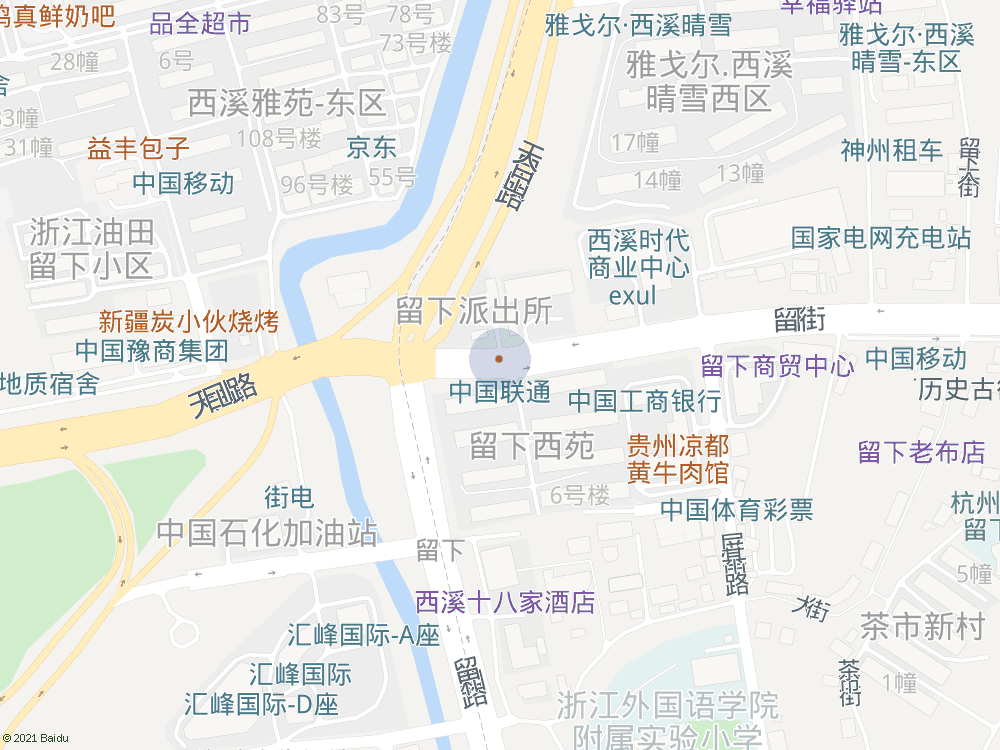 真鲜奶吧
品全超市
83号
78号
73号楼
28幢
6号
雅戈尔·西溪晴雪
幸福驿站
雅戈尔·西溪
晴雪-东区
雅戈尔.西溪
晴雪西区
西溪雅苑-东区
31幢
益丰包子
108号楼
京东
17幢
神州租车
留下大街
中国移动
96号楼
55号
14幢
13幢
天目山路
浙江油田
留下小区
西溪时代
商业中心
exul
国家电网充电站
留下派出所
新疆炭小伙烧烤
留下街
中国豫商集团
地质宿舍
留下商贸中心
中国移动
中国联通
中国工商银行
历史古街
留下西苑
贵州凉都
黄牛肉馆
留下老布店
街电
6号楼
中国体育彩票
杭州
留下
中国石化加油站
留下
5幢
西溪十八家酒店
大街
茶市新村
汇峰国际-A座
汇峰国际
汇峰国际-D座
茶市街
1幢
浙江外国语学院
附属实验小学
© 2021 Baidu